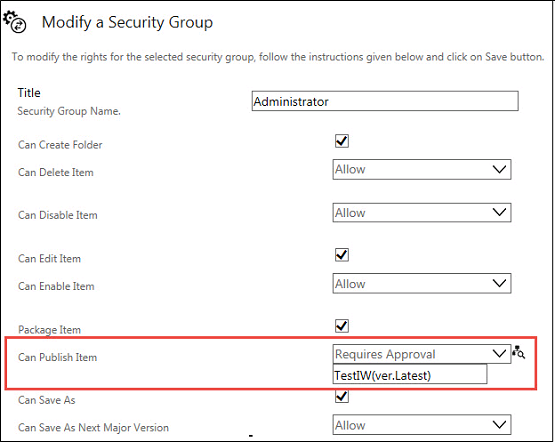 Modify a Security Group
To modify the rights for the selected security group, follow the instructions given below and click on Save button.
Title
Administrator
Security Group Name.
Can Create Folder
Can Delete Item Allow
Can Disable Item Allow
Can Edit Item
Can Enable Item Allow
Package Item
Can Publish Item Requires Approval
TestIW(ver.Latest)
Can Save As
Can Save As Next Major Version Allow